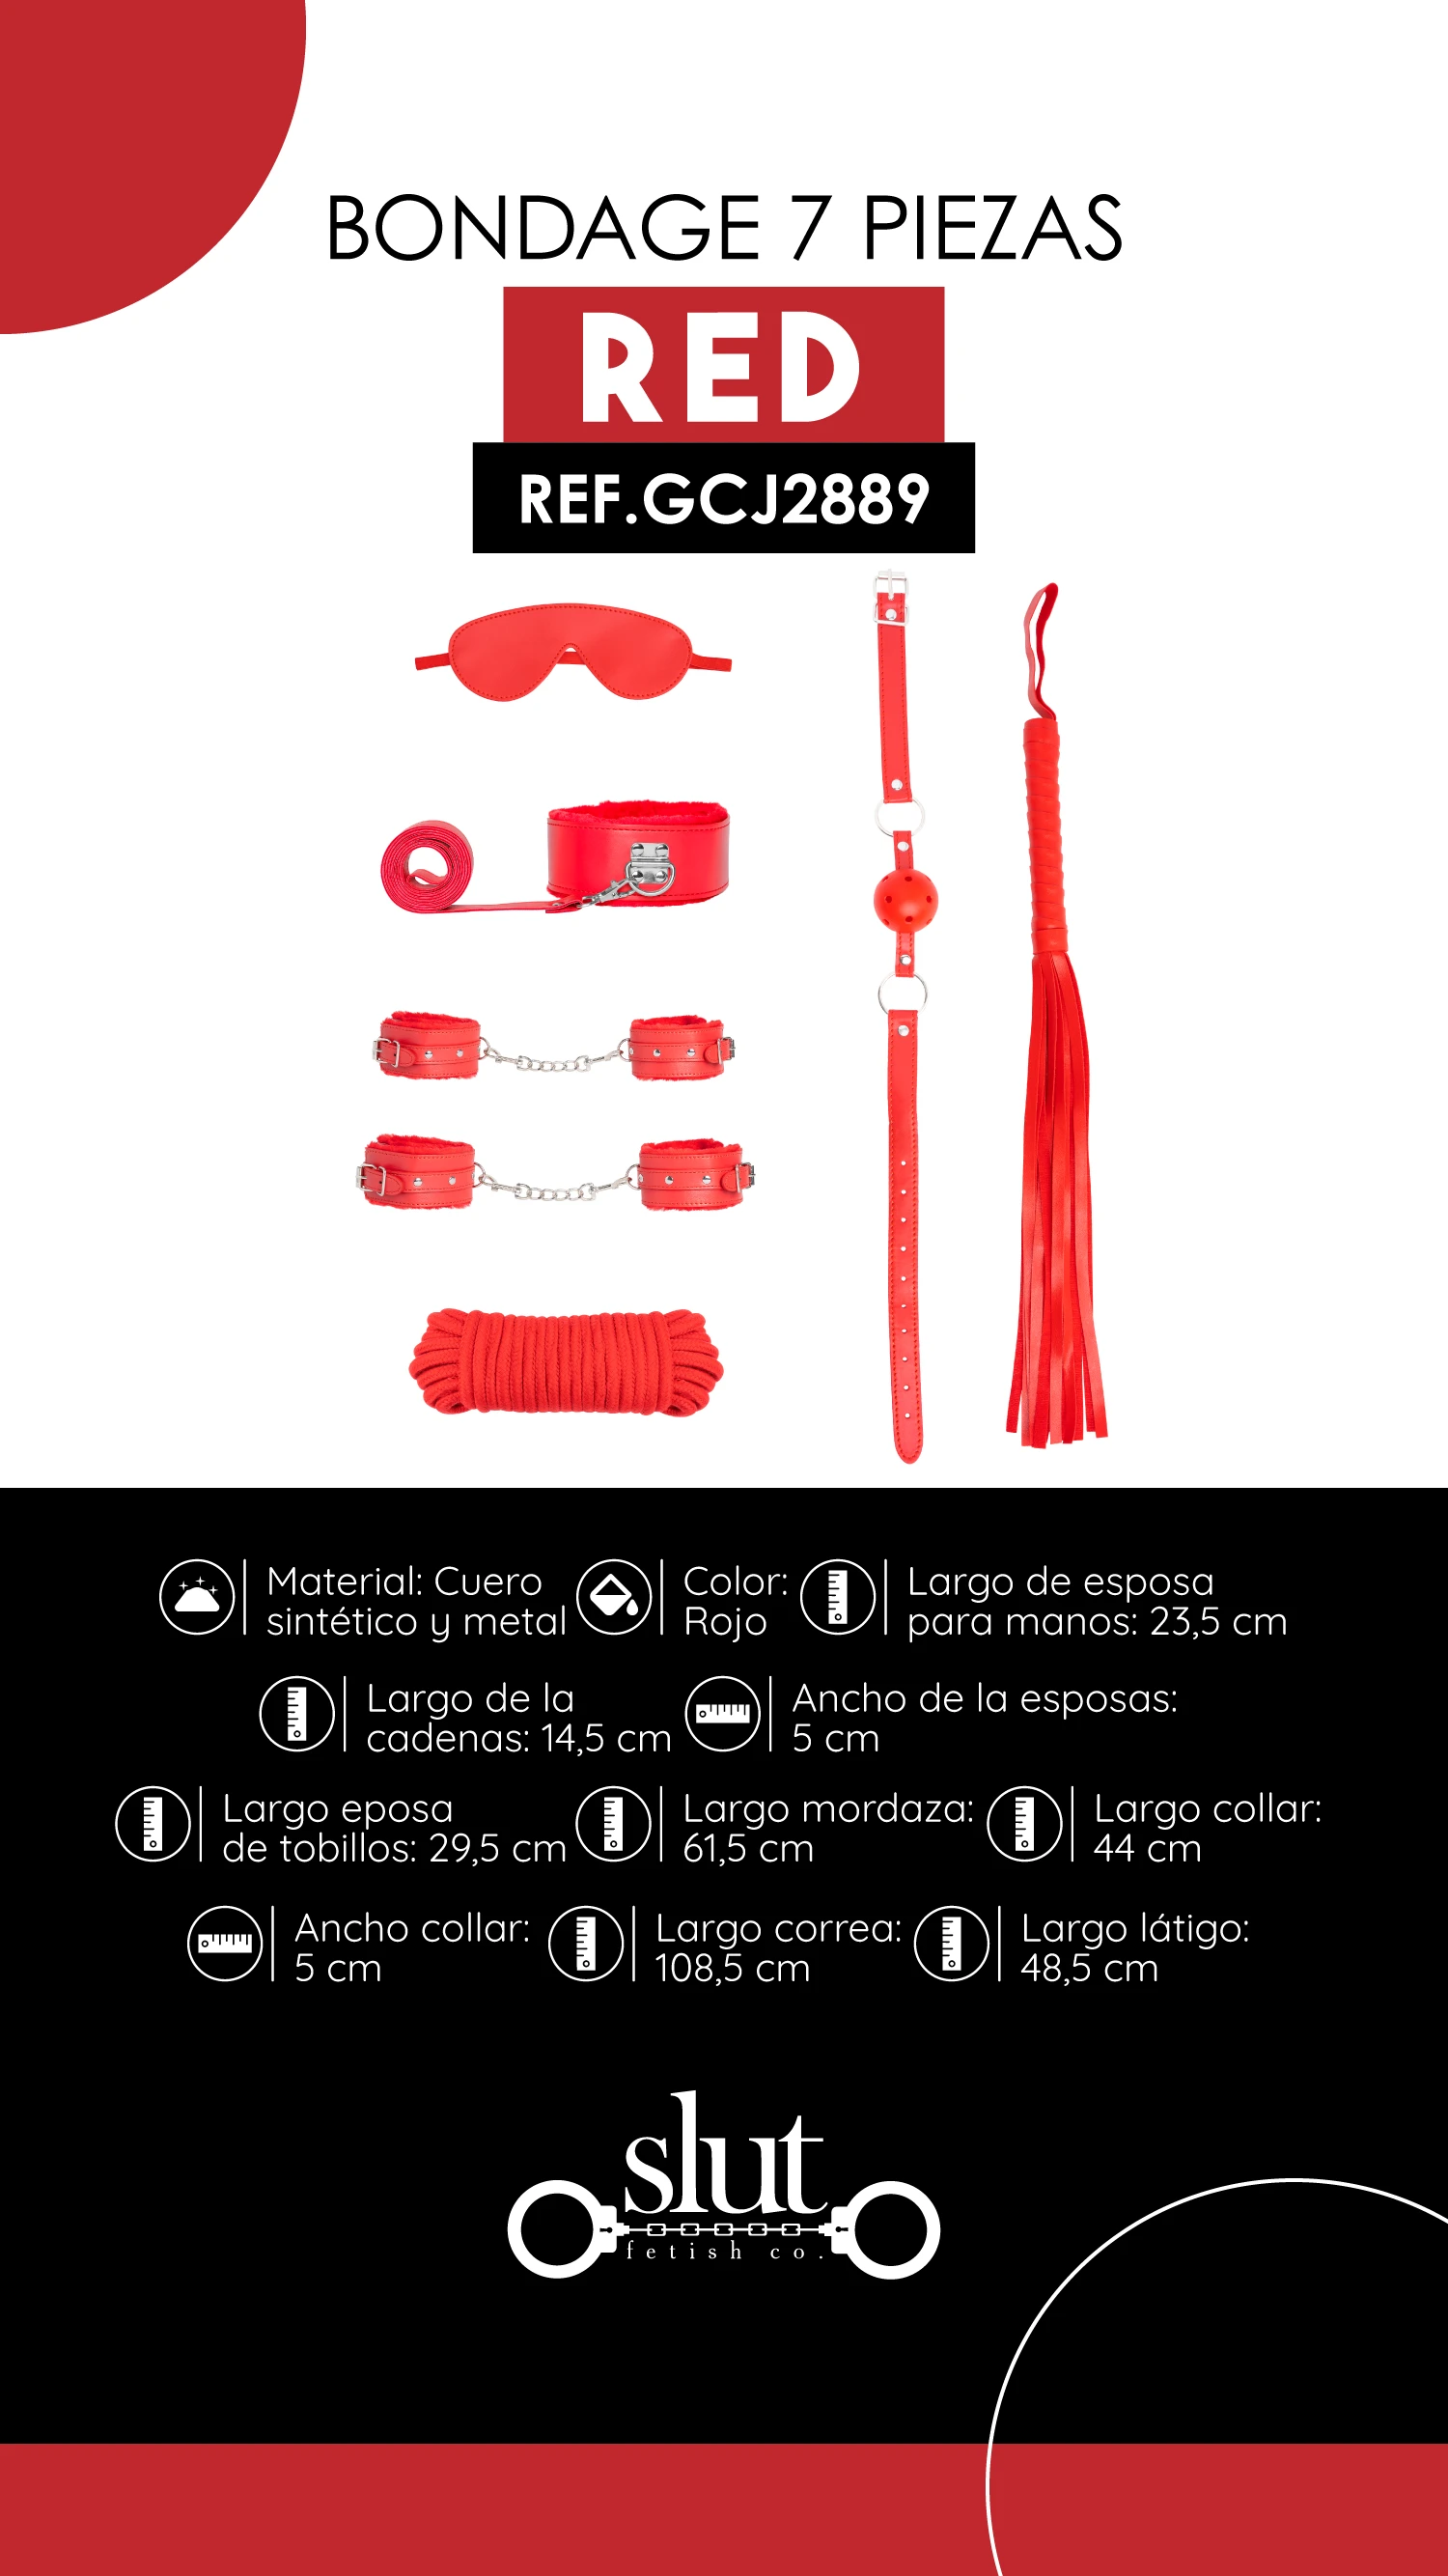 BONDAGE 7 PIEZAS
RED
REF.GCJ2889
Material: Cuero
sintético y metal
Color:
Rojo
Largo de esposa
para manos: 23,5 cm
Largo de la
cadenas: 14,5 cm
Ancho de la esposas:
5 cm
Largo eposa
de tobillos: 29,5 cm
Largo mordaza:
61,5 cm
Largo collar:
44 cm
Ancho collar:
5 cm
Largo correa:
108,5 cm
Largo látigo:
48,5 cm
slut
fetish co.